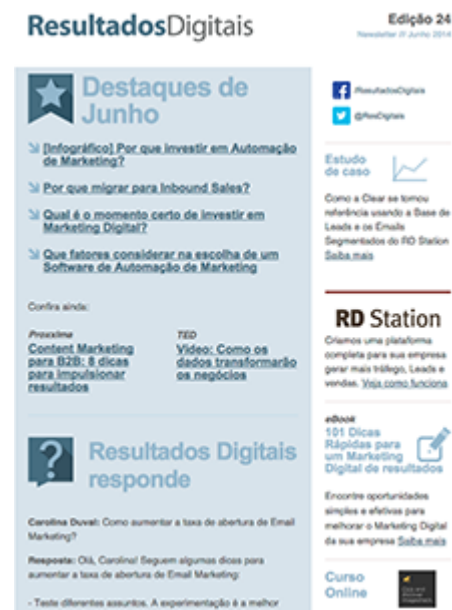 ResultadosDigitais
Edição 24
Newsletter // Junho 2014
Destaques de
Junho
[Infográfico] Por que investir em Automação
de Marketing?
Por que migrar para Inbound Sales?
Qual é o momento certo de investir em
Marketing Digital?
Que fatores considerar na escolha de um
Software de Automação de Marketing
Confira ainda:
Proxxima
Content Marketing
para B2B: 8 dicas
para impulsionar
resultados
TED
Video: Como os
dados transformarão
os negócios
Resultados Digitais
responde
Carolina Duval: Como aumentar a taxa de abertura de Email
Marketing?
Resposta: Olá, Carolina! Seguem algumas dicas para
aumentar a taxa de abertura de Email Marketing:
- Teste diferentes assuntos. A experimentação é a melhor
/ResultadosDigitais
@ResDigitais
Estudo
de caso
Como a Clear se tornou
referência usando a Base de
Leads e os Emails
Segmentados do RD Station
Saiba mais
RD Station
Criamos uma plataforma
completa para sua empresa
gerar mais tráfego, Leads e
vendas. Veja como funciona
eBook
101 Dicas
Rápidas para
um Marketing
Digital de resultados
Encontre oportunidades
simples e efetivas para
melhorar o Marketing Digital
da sua empresa Saiba mais
Curso
Online